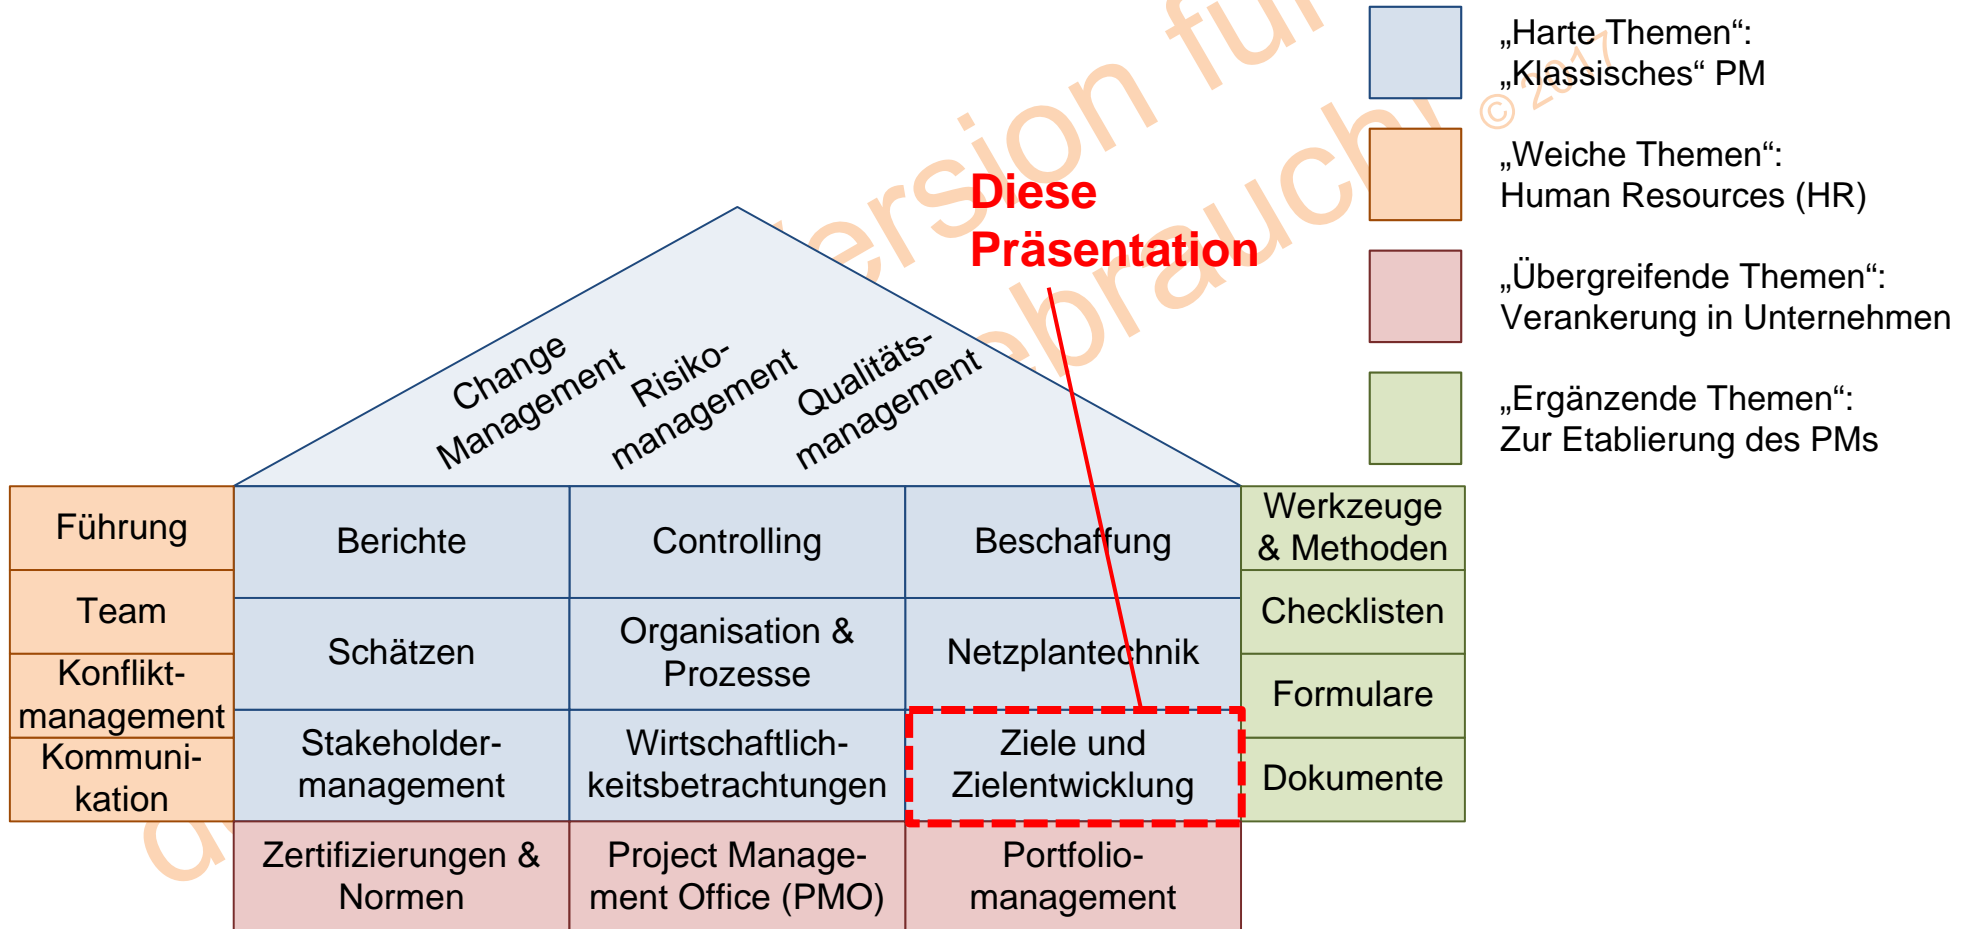 „Harte Themen“:
„Klassisches“ PM
„Weiche Themen“:
Human Resources (HR)
„Übergreifende Themen“:
Verankerung in Unternehmen
„Ergänzende Themen“:
Zur Etablierung des PMs
© 2017
Diese
Präsentation
Change
Management
Risiko-
management
Qualitäts-
management
Führung
Team
Konflikt-
management
Kommuni-
kation
Berichte
Controlling
Beschaffung
Schätzen
Organisation &
Prozesse
Netzplantechnik
Stakeholder-
management
Wirtschaftlich-
keitsbetrachtungen
Ziele und
Zielentwicklung
Zertifizierungen &
Normen
Project Manage-
ment Office (PMO)
Portfolio-
management
Werkzeuge
& Methoden
Checklisten
Formulare
Dokumente